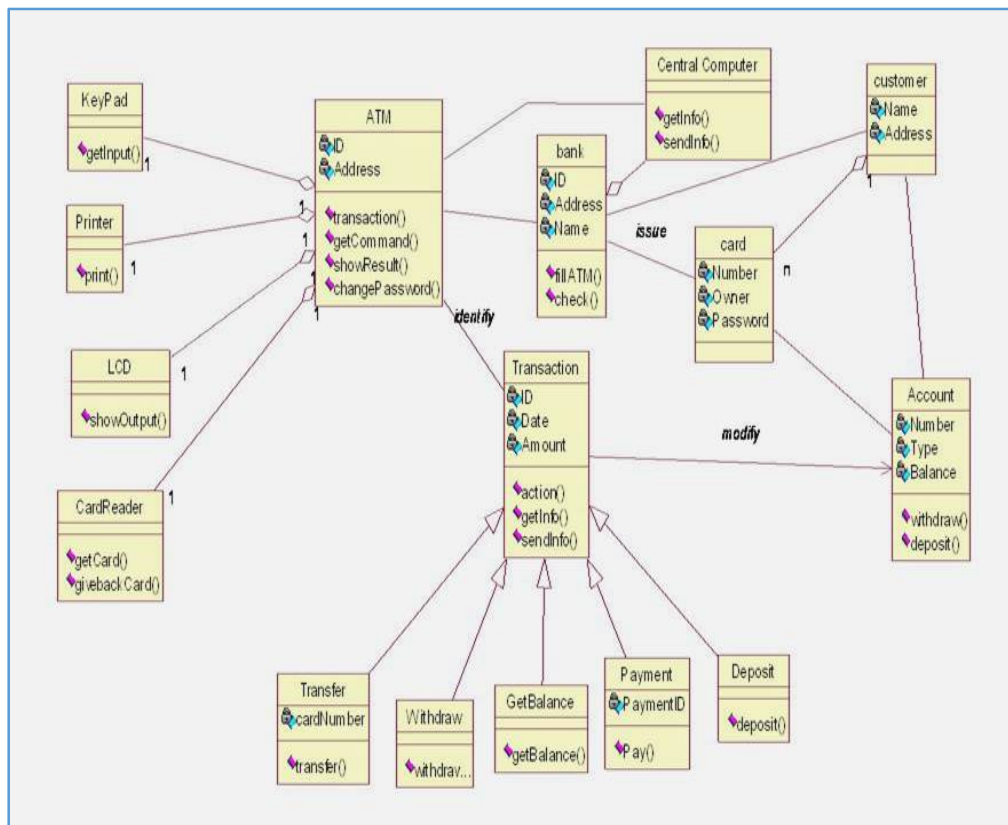 KeyPad
getInput()
1
Printer
print()
1
LCD
showOutput()
1
CardReader
getCard()
givebackCard()
1
ATM
ID
Address
transaction()
getCommand()
showResult()
changePassword()
1
1
1
1
identify
Central Computer
getInfo()
sendInfo()
bank
ID
Address
Name
fillATM()
check()
issue
customer
Name
Address
1
n
card
Number
Owner
Password
Transaction
ID
Date
Amount
action()
getInfo()
sendInfo()
modify
Account
Number
Type
Balance
withdraw()
deposit()
Transfer
cardNumber
transfer()
Withdraw
withdraw...
GetBalance
getBalance()
Payment
PaymentID
Pay()
Deposit
deposit()